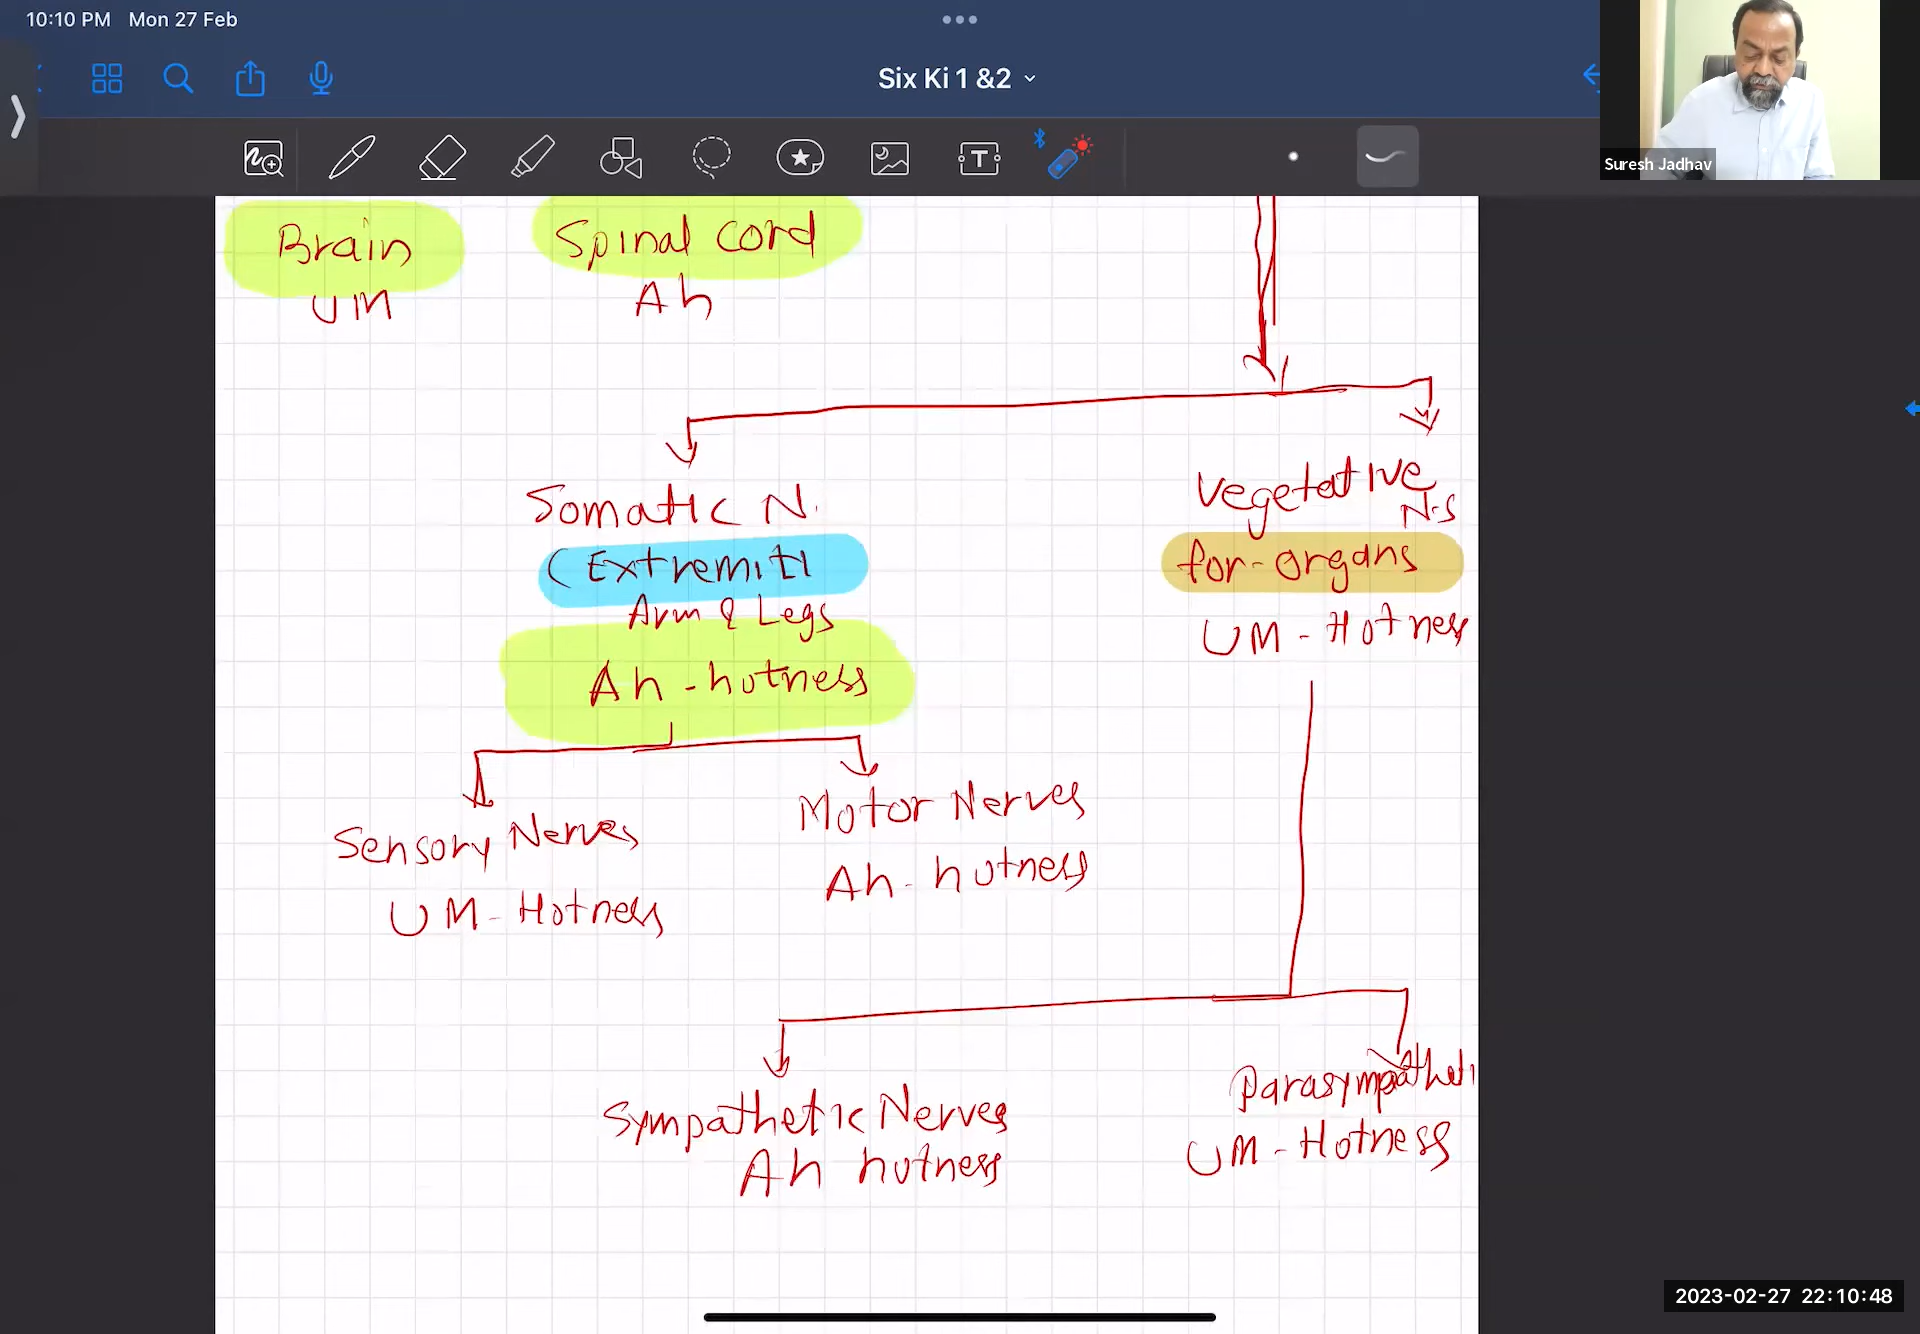 10:10 PM Mon 27 Feb
Six Ki 1 &2
T
Suresh Jadhav
Brain
UM
Spinal cord
Ah
Somatic N.
(Extremiti
Arm & Legs
Ah - hotness
Vegetative
N.S
for-organs
UM - Hotness
Sensory Nerves
UM - Hotness
Motor Nerves
Ah - hotness
Sympathetic Nerves
Ah hotness
Parasympatheti
UM - Hotness
2023-02-27 22:10:48